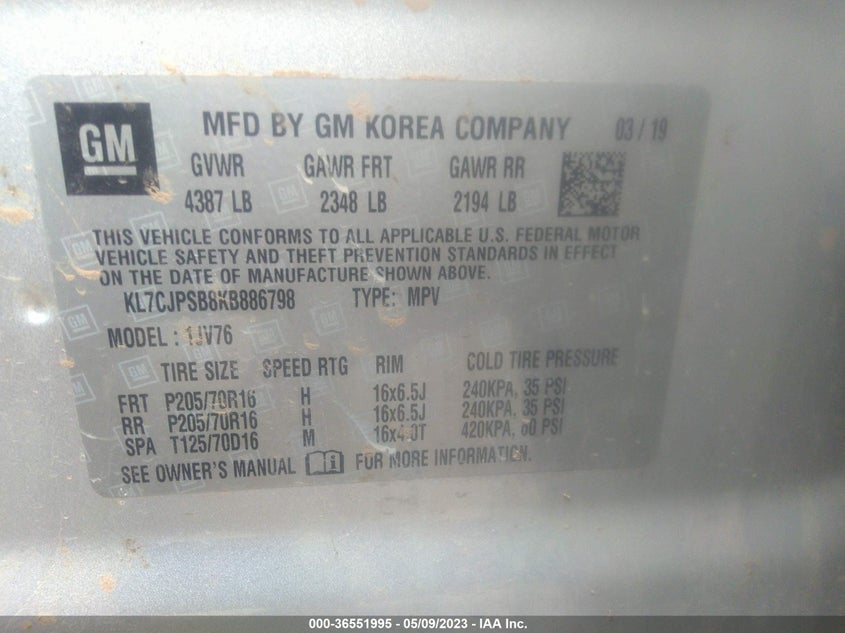 GM
MFD BY GM KOREA COMPANY 03 / 19
GVWR GAWR FRT GAWR RR
4387 LB 2348 LB 2194 LB
THIS VEHICLE CONFORMS TO ALL APPLICABLE U.S. FEDERAL MOTOR
VEHICLE SAFETY AND THEFT PREVENTION STANDARDS IN EFFECT
ON THE DATE OF MANUFACTURE SHOWN ABOVE.
KL7CJPSB8KB886798 TYPE: MPV
MODEL : 1JV76
TIRE SIZE SPEED RTG RIM COLD TIRE PRESSURE
FRT P205/70R16 H 16x6.5J 240KPA, 35 PSI
RR P205/70R16 H 16x6.5J 240KPA, 35 PSI
SPA T125/70D16 M 16x4.0T 420KPA, 60 PSI
SEE OWNER'S MANUAL FOR MORE INFORMATION.
000-36551995 - 05/09/2023 - IAA Inc.